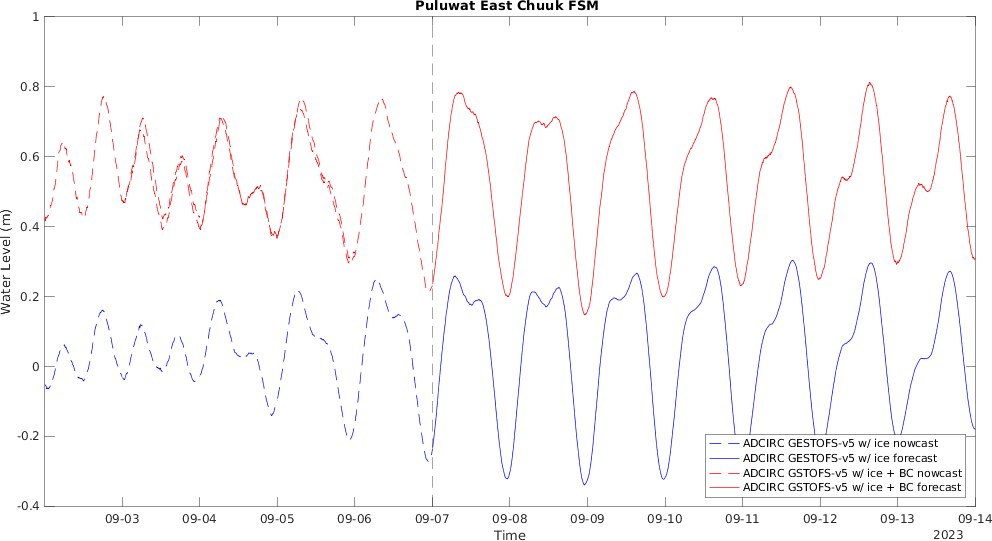 Puluwat East Chuuk FSM
1
0.8
0.6
0.4
0.2
0
-0.2
-0.4
Water Level (m)
ADCIRC GESTOFS-v5 w/ ice nowcast
ADCIRC GESTOFS-v5 w/ ice forecast
ADCIRC GSTOFS-v5 w/ ice + BC nowcast
ADCIRC GSTOFS-v5 w/ ice + BC forecast
09-03 09-04 09-05 09-06 09-07 09-08 09-09 09-10 09-11 09-12 09-13 09-14
Time
2023